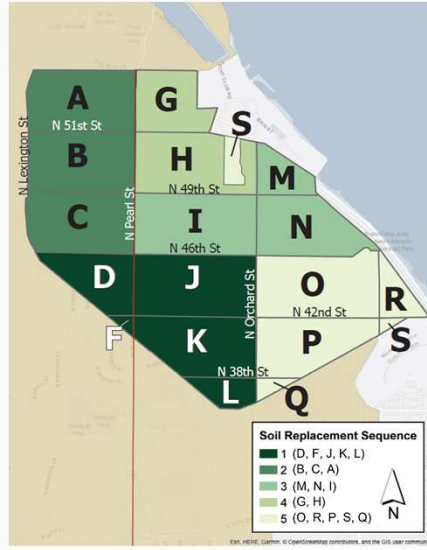 A
G
S
N 51st St
N Lexington St
B
H
M
N 49th St
N Pearl St
C
I
N
N 46th St
D
J
N Orchard St
O
R
N 42nd St
F
K
P
S
N 38th St
L
Q
Soil Replacement Sequence
1 (D, F, J, K, L)
2 (B, C, A)
3 (M, N, I)
4 (G, H)
5 (O, R, P, S, Q)
N
Esri, HERE, Garmin, © OpenStreetMap contributors, and the GIS user community